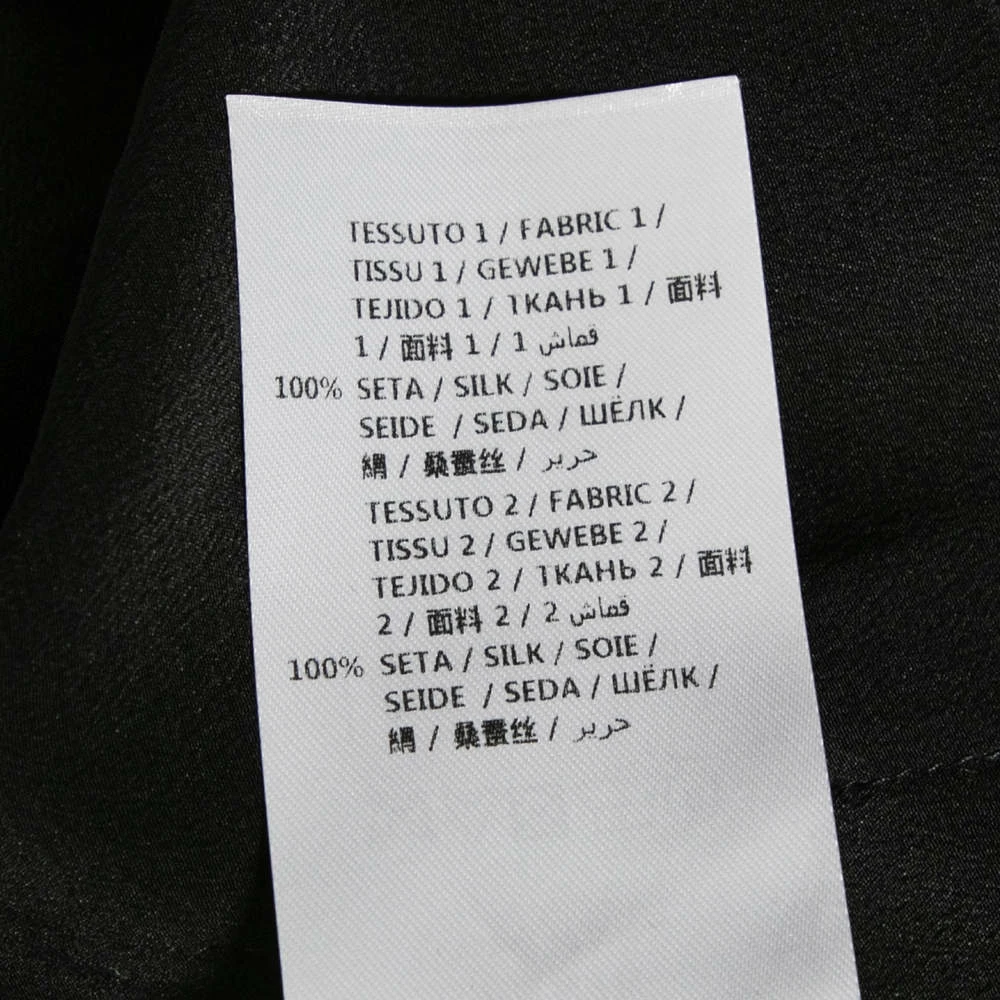 TESSUTO 1 / FABRIC 1 /
TISSU 1 / GEWEBE 1 /
TEJIDO 1 / ТКАНЬ 1 / 面料
1 / 面料 1 / 1 قماش
100% SETA / SILK / SOIE /
SEIDE / SEDA / ШЁЛК /
絹 / 桑蚕丝 / حرير
TESSUTO 2 / FABRIC 2 /
TISSU 2 / GEWEBE 2 /
TEJIDO 2 / ТКАНЬ 2 / 面料
2 / 面料 2 / 2 قماش
100% SETA / SILK / SOIE /
SEIDE / SEDA / ШЁЛК /
絹 / 桑蚕丝 / حرير